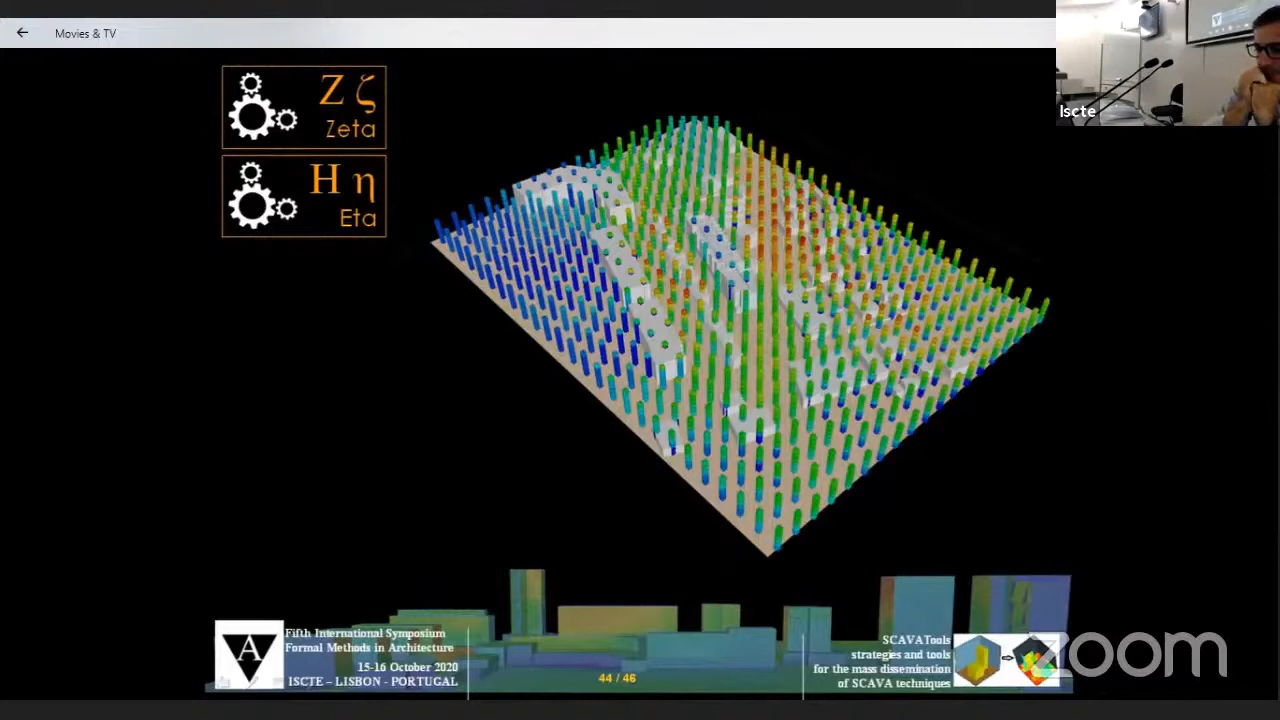 Movies & TV
Iscte
Z ζ
Zeta
H η
Eta
Fifth International Symposium
Formal Methods in Architecture
15-16 October 2020
ISCTE – LISBON - PORTUGAL
A
44 / 46
SCAVATools
strategies and tools
for the mass dissemination
of SCAVA techniques
zoom